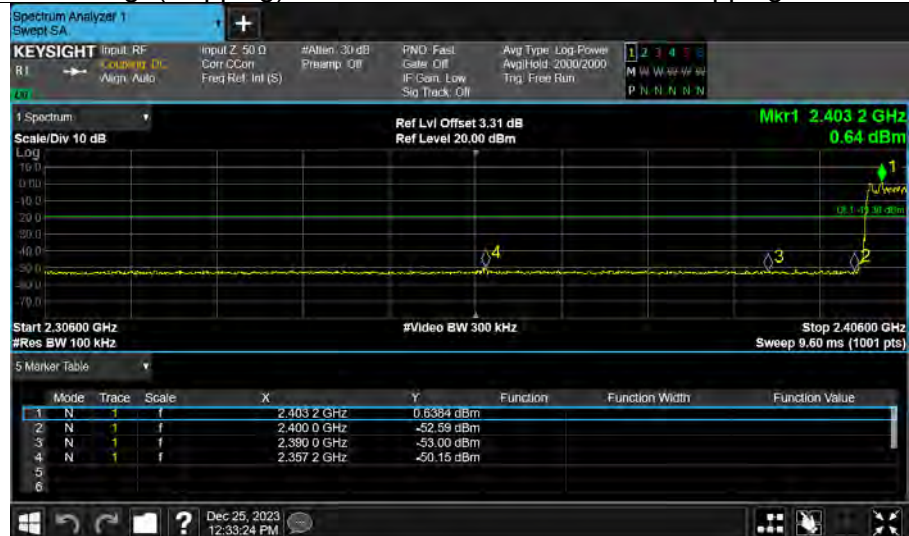 Spectrum Analyzer 1
Swept SA
+
KEYSIGHT Input: RF Input Z: 50 Ω #Atten: 30 dB PNO: Fast Avg Type: Log-Power 1 2 3 4 5 6
R1 Coupling: DC Corr CCorr Preamp: Off Gate: Off Avg|Hold: 2000/2000 M W W W W W
Align: Auto Freq Ref: Int (S) IF Gain: Low Trig: Free Run P N N N N N
Sig Track: Off
1 Spectrum Ref Lvl Offset 3.31 dB Mkr1 2.403 2 GHz
Scale/Div 10 dB Ref Level 20.00 dBm 0.64 dBm
Log
10.0
0.00
-10.0
-20.0
-30.0
-40.0
-50.0
-60.0
-70.0
1
2
3
4
Start 2.30600 GHz #Video BW 300 kHz Stop 2.40600 GHz
#Res BW 100 kHz Sweep 9.60 ms (1001 pts)
5 Marker Table
Mode Trace Scale X Y Function Function Width Function Value
1 N 1 f 2.403 2 GHz 0.6384 dBm
2 N 1 f 2.400 0 GHz -52.59 dBm
3 N 1 f 2.390 0 GHz -53.00 dBm
4 N 1 f 2.357 2 GHz -50.15 dBm
5
6
? Dec 25, 2023
12:33:24 PM